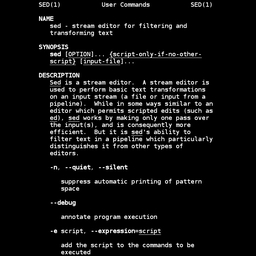 SED(1) User Commands SED(1)
NAME
sed - stream editor for filtering and
transforming text
SYNOPSIS
sed [OPTION]... {script-only-if-no-other-
script} [input-file]...
DESCRIPTION
Sed is a stream editor. A stream editor is
used to perform basic text transformations
on an input stream (a file or input from a
pipeline). While in some ways similar to an
editor which permits scripted edits (such as
ed), sed works by making only one pass over
the input(s), and is consequently more
efficient. But it is sed's ability to
filter text in a pipeline which particularly
distinguishes it from other types of
editors.
-n, --quiet, --silent
suppress automatic printing of pattern
space
--debug
annotate program execution
-e script, --expression=script
add the script to the commands to be
executed